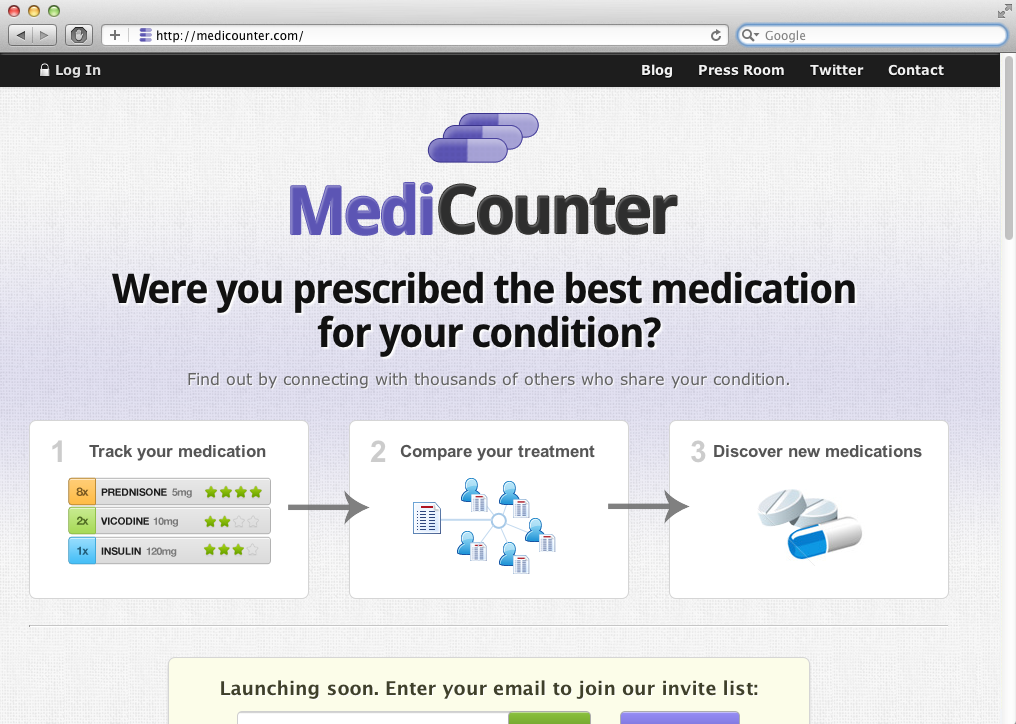 http://medicounter.com/
Google
Log In
Blog Press Room Twitter Contact
MediCounter
Were you prescribed the best medication
for your condition?
Find out by connecting with thousands of others who share your condition.
1 Track your medication
8x PREDNISONE 5mg
2x VICODINE 10mg
1x INSULIN 120mg
2 Compare your treatment
3 Discover new medications
Launching soon. Enter your email to join our invite list: